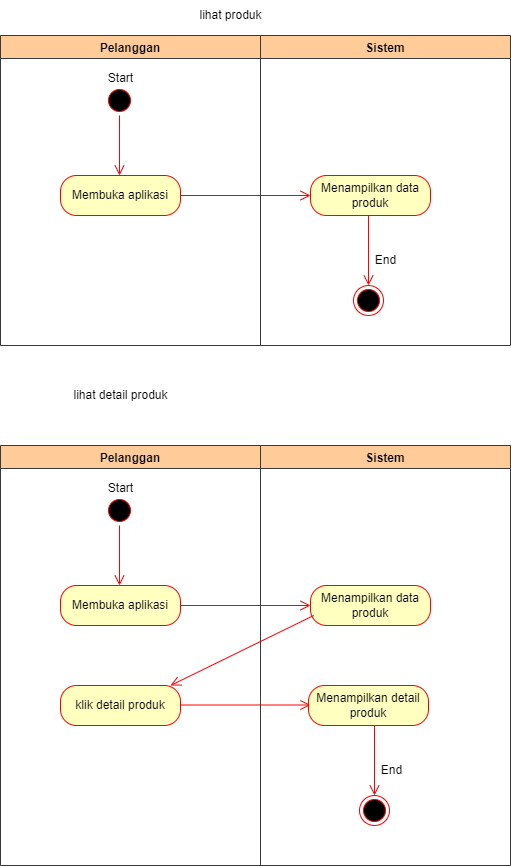 lihat produk
Pelanggan
Sistem
Start
Membuka aplikasi
Menampilkan data
produk
End
lihat detail produk
Pelanggan
Sistem
Start
Membuka aplikasi
Menampilkan data
produk
klik detail produk
Menampilkan detail
produk
End